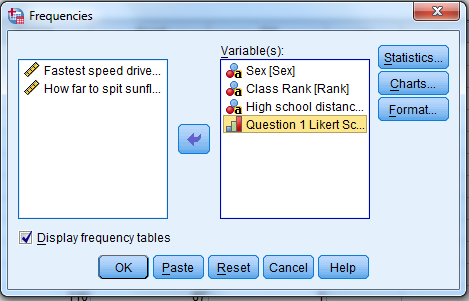 Frequencies
Variable(s):
Fastest speed drive...
How far to spit sunfl...
Sex [Sex]
Class Rank [Rank]
High school distanc...
Question 1 Likert Sc...
Statistics...
Charts...
Format...
Display frequency tables
OK Paste Reset Cancel Help